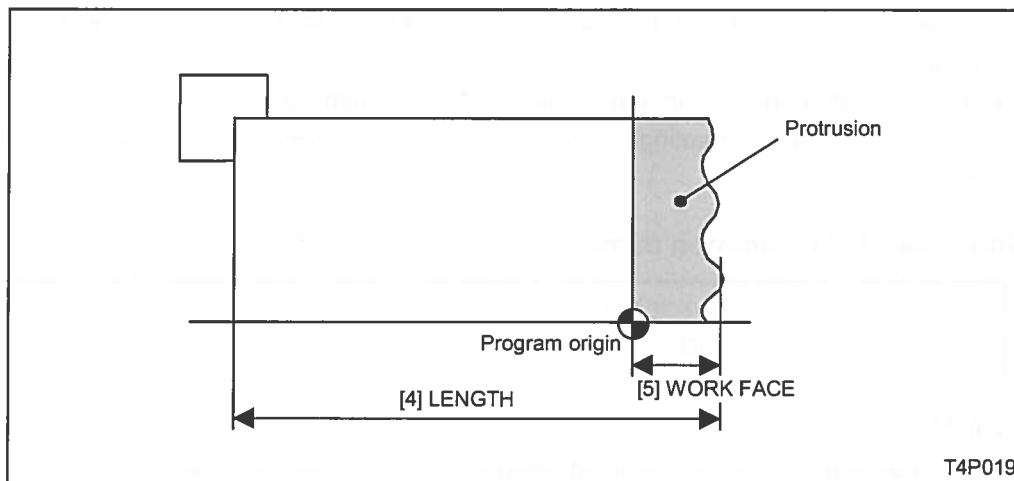 Protrusion
Program origin
[5] WORK FACE
[4] LENGTH
T4P019